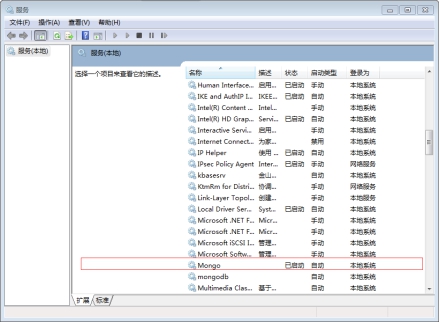 服务
文件(F) 操作(A) 查看(V) 帮助(H)
服务(本地)
服务(本地)
选择一个项目来查看它的描述。
名称 描述 状态 启动类型 登录为
Human Interface... 启用... 已启动 手动 本地系统
IKE and AuthIP I... IKEE... 已启动 自动 本地系统
Intel(R) Content ... Intel... 手动 本地系统
Intel(R) HD Grap... Servi... 已启动 自动 本地系统
Interactive Servi... 启用... 手动 本地系统
Internet Connect... 为家... 禁用 本地系统
IP Helper 使用 ... 已启动 自动 本地系统
IPsec Policy Agent Inter... 已启动 手动 网络服务
kbasesrv 金山... 自动 本地系统
KtmRm for Distri... 协调... 手动 网络服务
Link-Layer Topol... 创建... 手动 本地服务
Local Driver Ser... Syst... 已启动 自动 本地系统
Microsoft .NET F... Micr... 自动 本地系统
Microsoft .NET F... Micr... 自动 本地系统
Microsoft iSCSI I... 管理... 手动 本地系统
Microsoft Softw... 管理... 手动 本地系统
Mongo 已启动 自动 本地系统
mongodb 自动 本地系统
Multimedia Clas... 基于... 自动 本地系统
扩展 标准